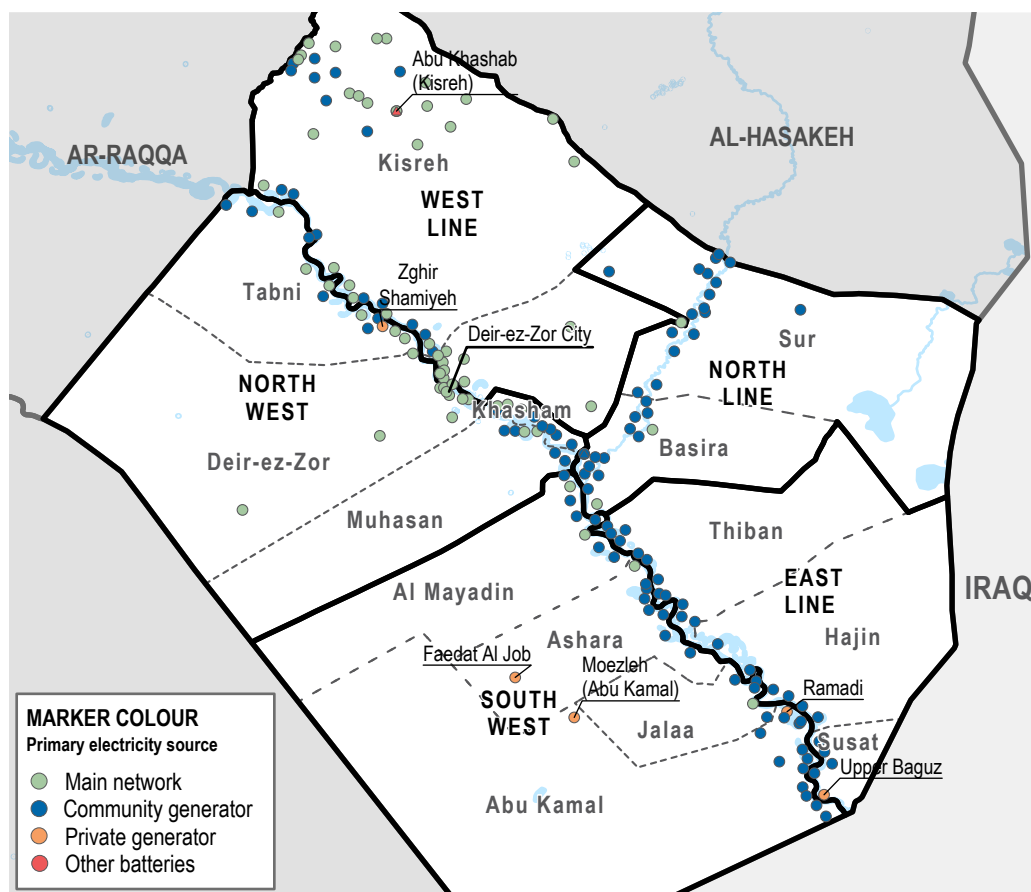 Abu Khashab
(Kisreh)
AR-RAQQA
AL-HASAKEH
Kisreh
WEST
LINE
Zghir
Shamiyeh
Tabni
Deir-ez-Zor City
Sur
NORTH
WEST
NORTH
LINE
Khasham
Deir-ez-Zor
Basira
Muhasan
Thiban
Al Mayadin
EAST
LINE
IRAQ
Ashara
Hajin
Faedat Al Job
Moezleh
(Abu Kamal)
Ramadi
SOUTH
WEST
Jalaa
Susat
Upper Baguz
Abu Kamal
MARKER COLOUR
Primary electricity source
Main network
Community generator
Private generator
Other batteries